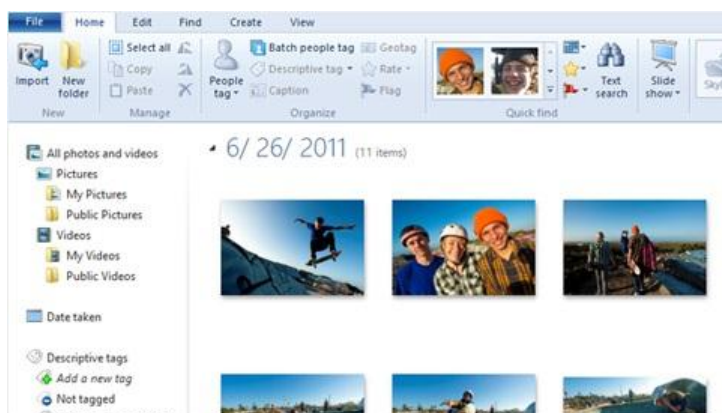 File Home Edit Find Create View
Select all
Batch people tag Geotag
Copy
Descriptive tag Rate
Import New folder
Paste
People tag
Caption Flag
Text search
Slide show
New Manage Organize Quick find
6/ 26/ 2011 (11 items)
All photos and videos
Pictures
My Pictures
Public Pictures
Videos
My Videos
Public Videos
Date taken
Descriptive tags
Add a new tag
Not tagged